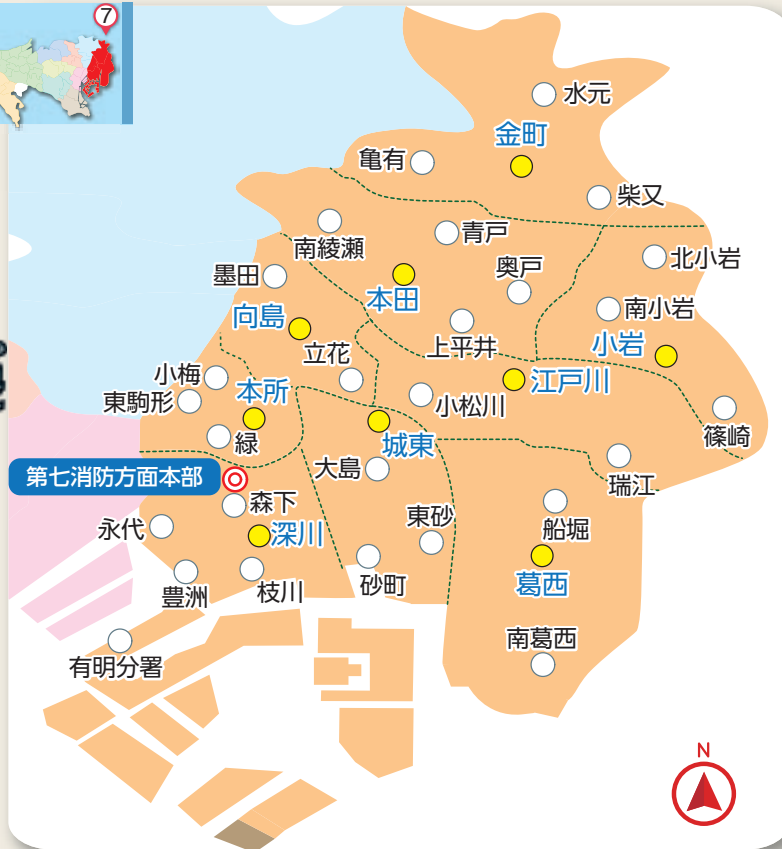 7
水元
金町
亀有
柴又
南綾瀬
青戸
北小岩
墨田
本田
奥戸
南小岩
向島
上平井
小岩
立花
小梅
本所
江戸川
東駒形
小松川
篠崎
緑
城東
第七消防方面本部
大島
瑞江
森下
東砂
船堀
永代
深川
葛西
豊洲
枝川
砂町
有明分署
南葛西
N